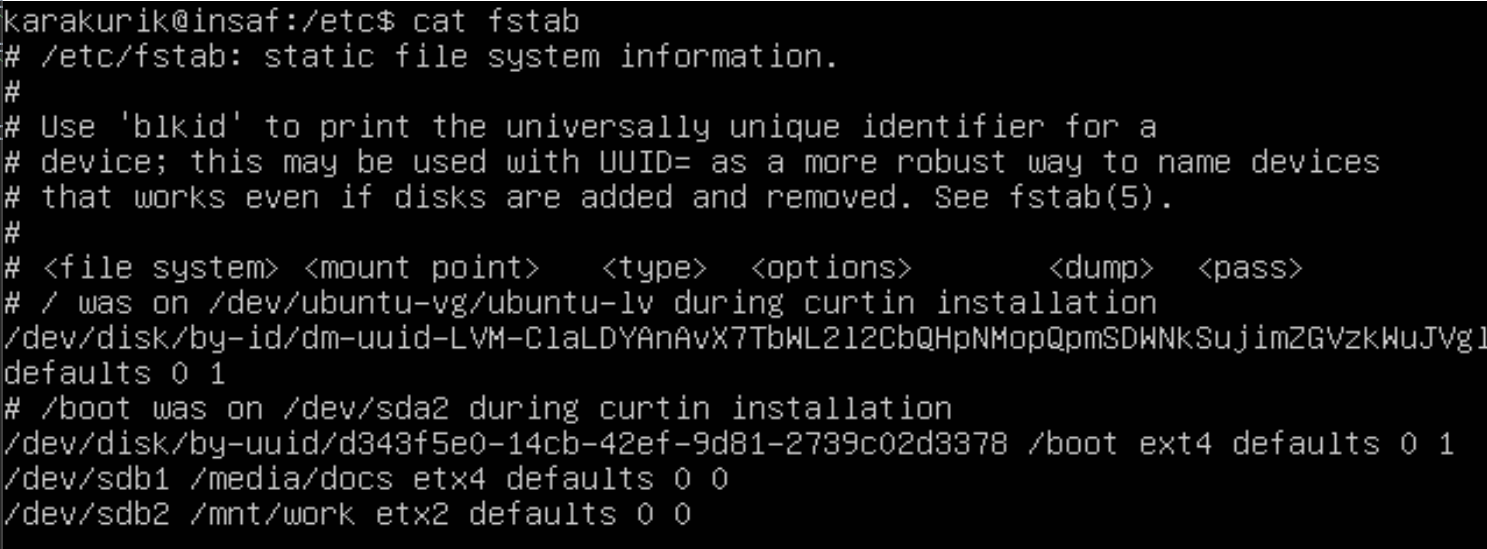 karakurik@insaf:/etc$ cat fstab
# /etc/fstab: static file system information.
#
# Use 'blkid' to print the universally unique identifier for a
# device; this may be used with UUID= as a more robust way to name devices
# that works even if disks are added and removed. See fstab(5).
#
# <file system> <mount point>   <type>  <options>       <dump>  <pass>
# / was on /dev/ubuntu-vg/ubuntu-lv during curtin installation
/dev/disk/by-id/dm-uuid-LVM-ClaLDYAnAvX7TbWL2l2CbQHpNMopQpmSDWNkSujimZGVzkWuJVgl
defaults 0 1
# /boot was on /dev/sda2 during curtin installation
/dev/disk/by-uuid/d343f5e0-14cb-42ef-9d81-2739c02d3378 /boot ext4 defaults 0 1
/dev/sdb1 /media/docs etx4 defaults 0 0
/dev/sdb2 /mnt/work etx2 defaults 0 0